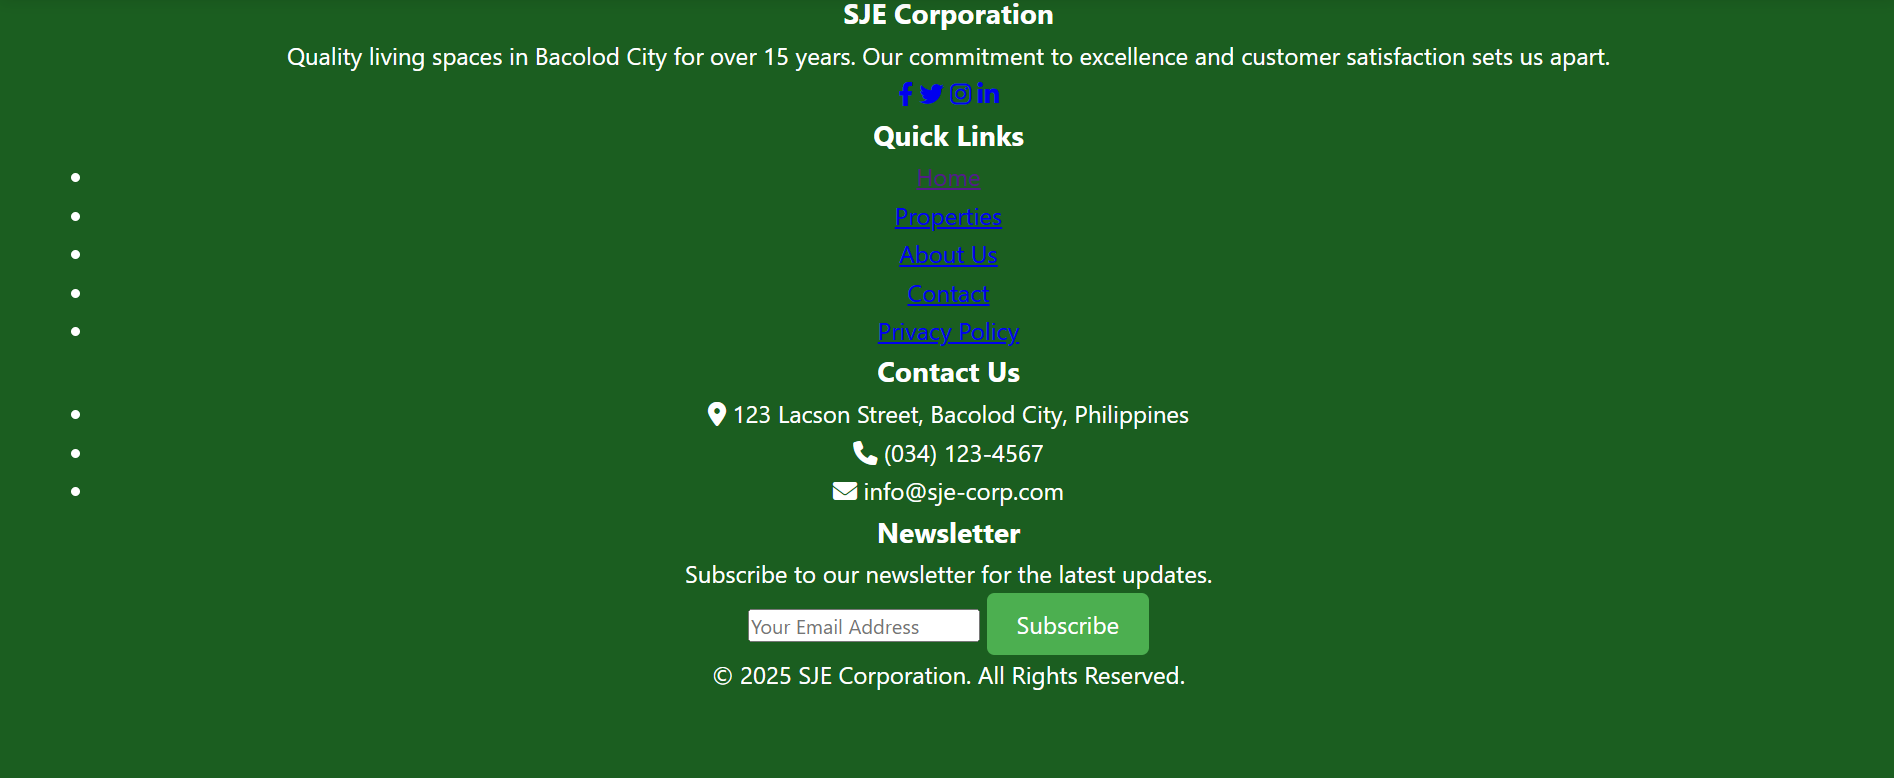 SJE Corporation
Quality living spaces in Bacolod City for over 15 years. Our commitment to excellence and customer satisfaction sets us apart.
Quick Links
Home
Properties
About Us
Contact
Privacy Policy
Contact Us
123 Lacson Street, Bacolod City, Philippines
(034) 123-4567
info@sje-corp.com
Newsletter
Subscribe to our newsletter for the latest updates.
Your Email Address Subscribe
© 2025 SJE Corporation. All Rights Reserved.